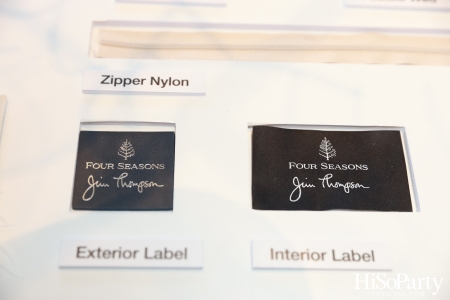 Zipper Nylon
FOUR SEASONS
Jim Thompson
Exterior Label
FOUR SEASONS
Jim Thompson
Interior Label
HiSoParty